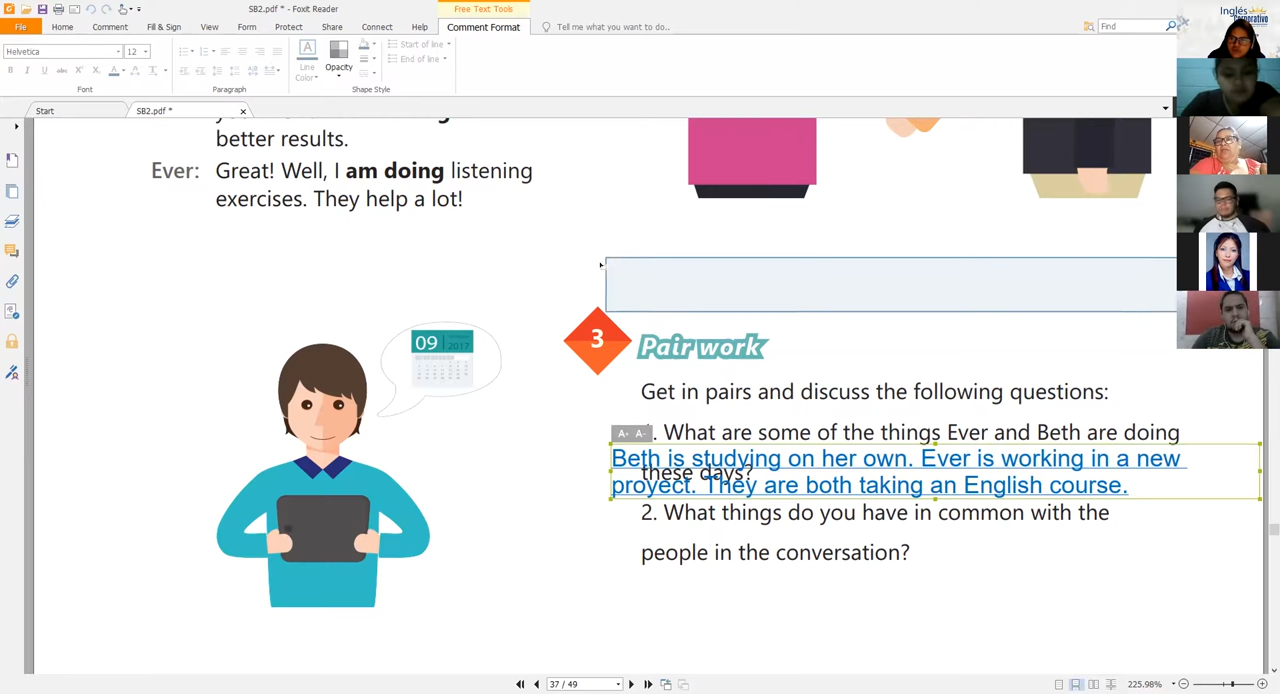 SB2.pdf * - Foxit Reader
Free Text Tools
File
Home
Comment
Fill & Sign
View
Form
Protect
Share
Connect
Help
Comment Format
Tell me what you want to do..
Find
Inglés
Corporativo
Helvetica
12
Font
Paragraph
Line
Color
Opacity
Start of line
End of line
Shape Style
Start
SB2.pdf *
better results.
Ever: Great! Well, I am doing listening
exercises. They help a lot!
09
2017
3
Pair work
Get in pairs and discuss the following questions:
A+ A-
. What are some of the things Ever and Beth are doing
these days?
Beth is studying on her own. Ever is working in a new
proyect. They are both taking an English course.
2. What things do you have in common with the
people in the conversation?
37 / 49
225.98%